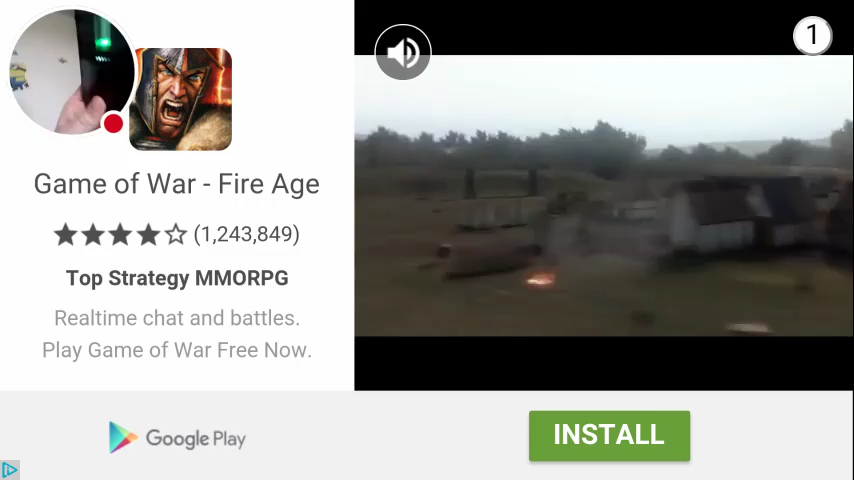 1
Game of War - Fire Age
(1,243,849)
Top Strategy MMORPG
Realtime chat and battles.
Play Game of War Free Now.
Google Play
INSTALL